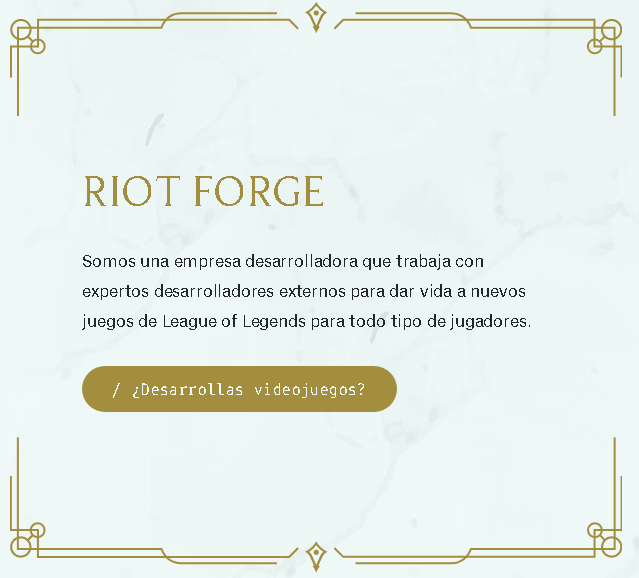 RIOT FORGE
Somos una empresa desarrolladora que trabaja con
expertos desarrolladores externos para dar vida a nuevos
juegos de League of Legends para todo tipo de jugadores.
/ ¿Desarrollas videojuegos?